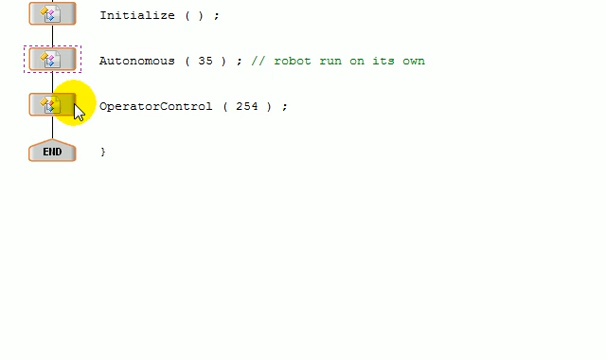 Initialize ( ) ;
Autonomous ( 35 ) ; // robot run on its own
OperatorControl ( 254 ) ;
END }